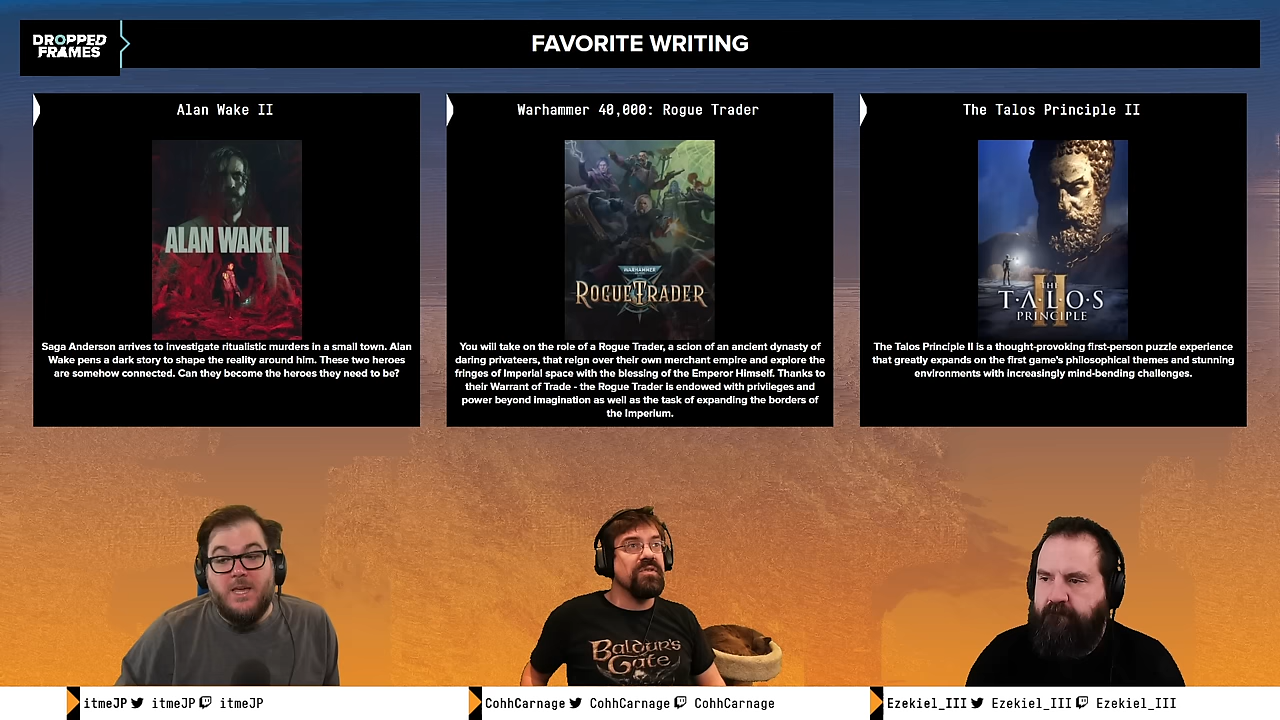 DROPPED
FRAMES
FAVORITE WRITING
Alan Wake II
ALAN WAKE II
Saga Anderson arrives to investigate ritualistic murders in a small town. Alan
Wake pens a dark story to shape the reality around him. These two heroes
are somehow connected. Can they become the heroes they need to be?
Warhammer 40,000: Rogue Trader
WARHAMMER
ROGUE TRADER
You will take on the role of a Rogue Trader, a scion of an ancient dynasty of
daring privateers, that reign over their own merchant empire and explore the
fringes of Imperial space with the blessing of the Emperor Himself. Thanks to
their Warrant of Trade - the Rogue Trader is endowed with privileges and
power beyond imagination as well as the task of expanding the borders of
the Imperium.
The Talos Principle II
II
THE
T·A·L·O·S
PRINCIPLE
The Talos Principle II is a thought-provoking first-person puzzle experience
that greatly expands on the first game's philosophical themes and stunning
environments with increasingly mind-bending challenges.
Baldur's
Gate
itmeJP itmeJP itmeJP
CohhCarnage CohhCarnage CohhCarnage
Ezekiel_III Ezekiel_III Ezekiel_III